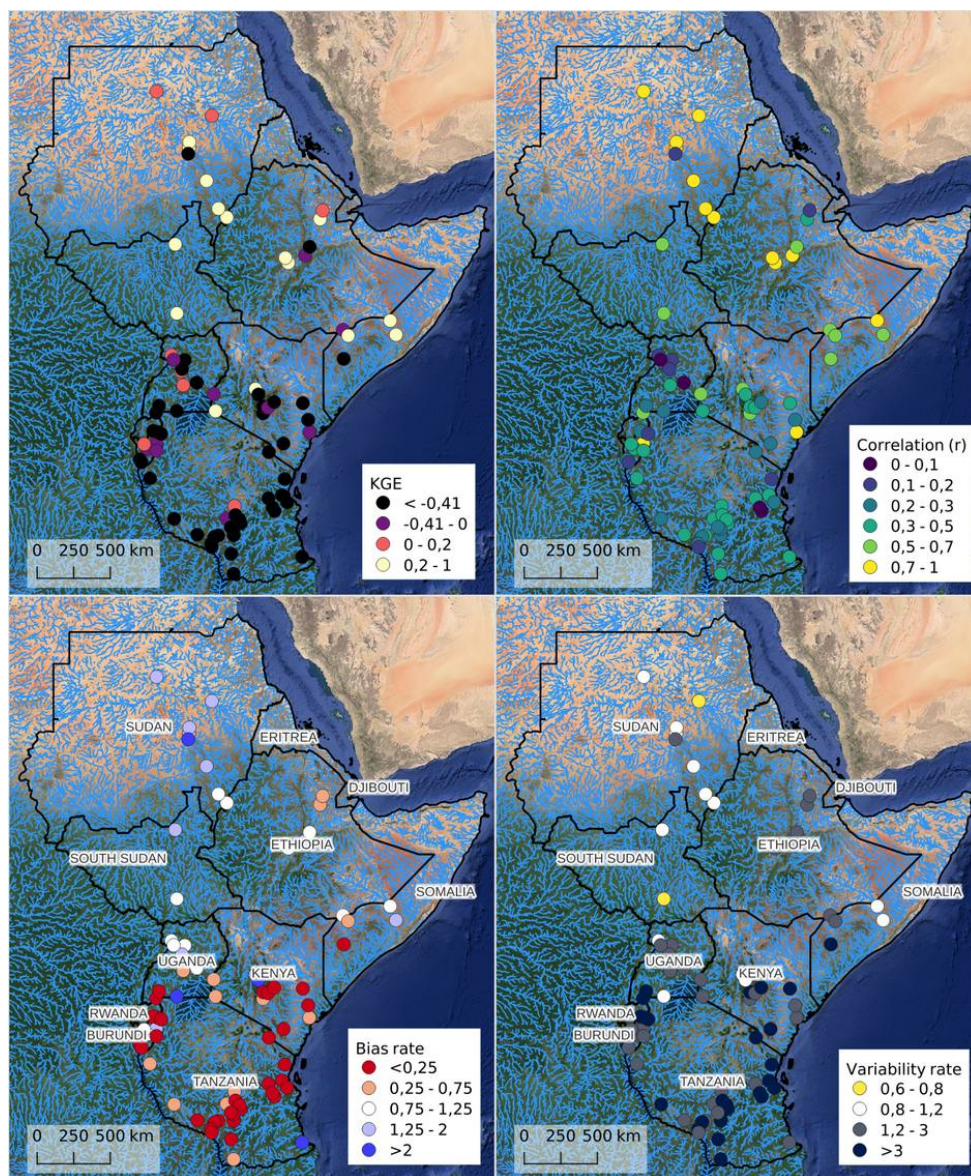 KGE
< -0,41
-0,41 - 0
0 - 0,2
0,2 - 1
0 250 500 km
Correlation (r)
0 - 0,1
0,1 - 0,2
0,2 - 0,3
0,3 - 0,5
0,5 - 0,7
0,7 - 1
0 250 500 km
SUDAN
ERITREA
DJIBOUTI
ETHIOPIA
SOUTH SUDAN
SOMALIA
UGANDA
KENYA
RWANDA
BURUNDI
TANZANIA
Bias rate
<0,25
0,25 - 0,75
0,75 - 1,25
1,25 - 2
>2
0 250 500 km
SUDAN
ERITREA
DJIBOUTI
ETHIOPIA
SOUTH SUDAN
SOMALIA
UGANDA
KENYA
RWANDA
BURUNDI
TANZANIA
Variability rate
0,6 - 0,8
0,8 - 1,2
1,2 - 3
>3
0 250 500 km